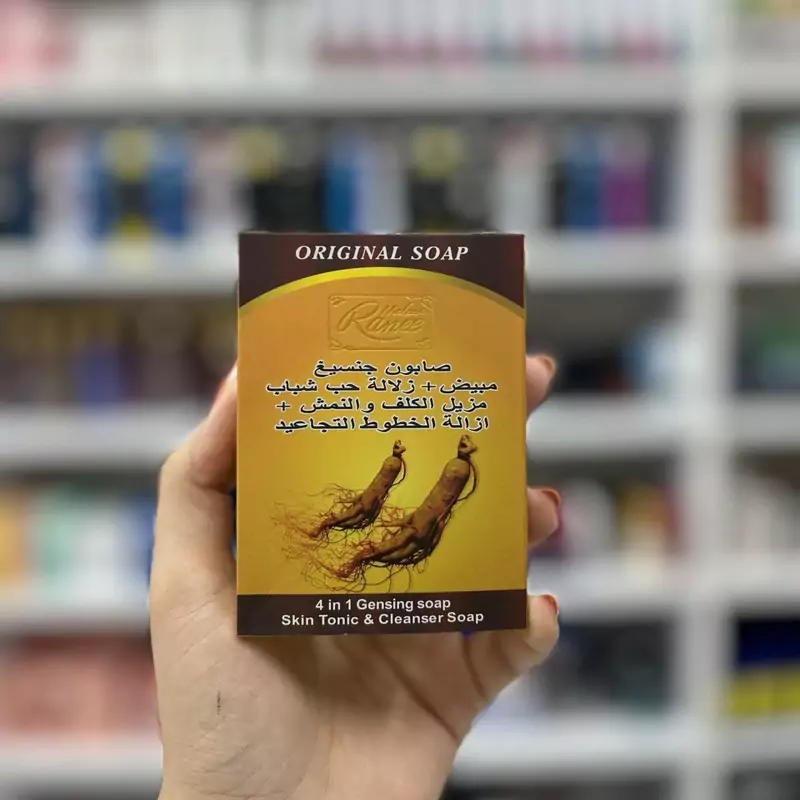 ORIGINAL SOAP
Rance
صابون جنسيغ
مبيض + زلالة حب شباب
مزيل الكلف والنمش +
ازالة الخطوط التجاعيد
4 in 1 Gensing soap
Skin Tonic & Cleanser Soap